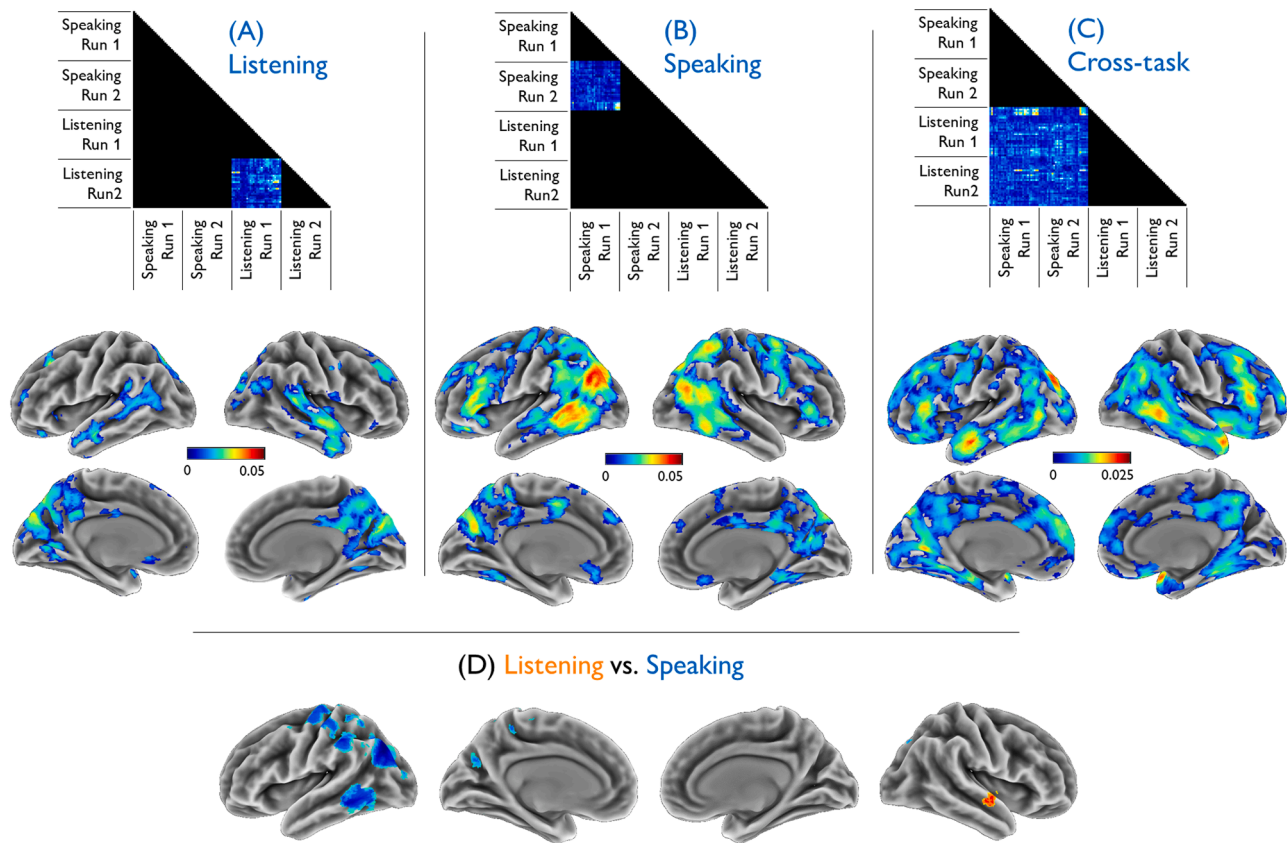 Speaking
Run 1
Speaking
Run 2
Listening
Run 1
Listening
Run2
Speaking
Run 1
Speaking
Run 2
Listening
Run 1
Listening
Run 2
(A)
Listening
0
0.05
Speaking
Run 1
Speaking
Run 2
Listening
Run 1
Listening
Run2
Speaking
Run 1
Speaking
Run 2
Listening
Run 1
Listening
Run 2
(B)
Speaking
0
0.05
Speaking
Run 1
Speaking
Run 2
Listening
Run 1
Listening
Run2
Speaking
Run 1
Speaking
Run 2
Listening
Run 1
Listening
Run 2
(C)
Cross-task
0
0.025
(D) Listening vs. Speaking